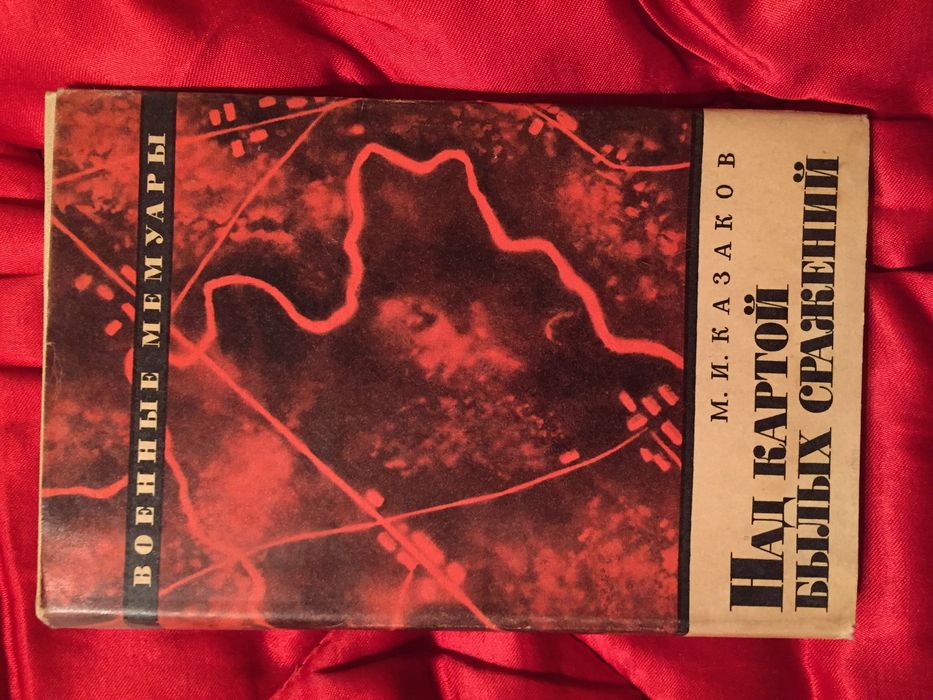 ВОЕННЫЕ МЕМУАРЫ
М. И. КАЗАКОВ
НАД КАРТОЙ
БЫЛЫХ СРАЖЕНИЙ